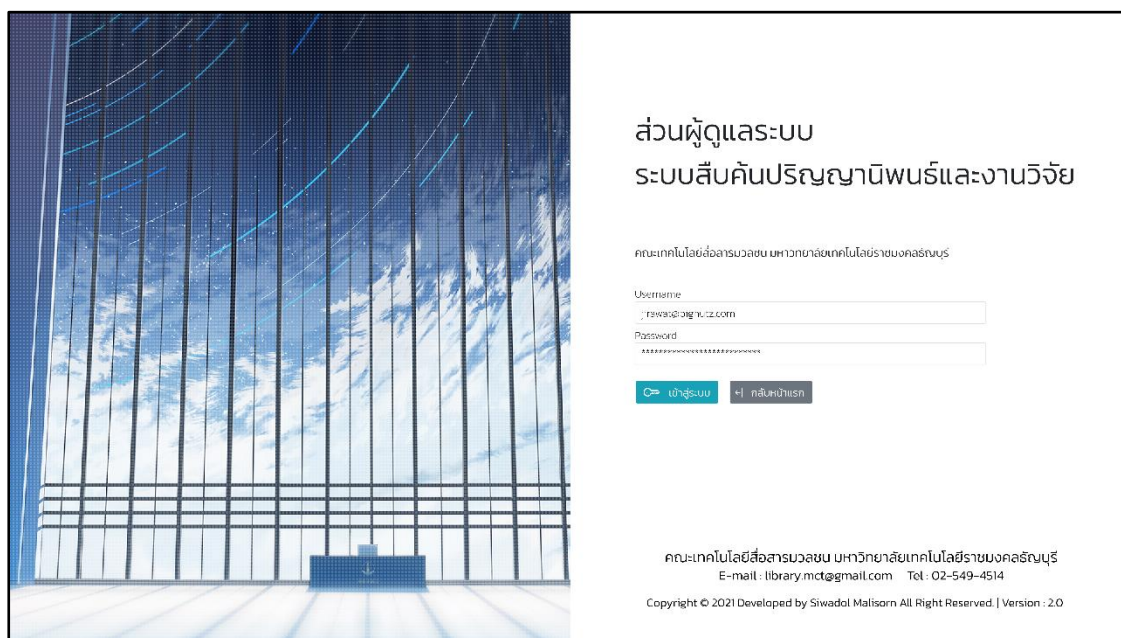 ส่วนผู้ดูแลระบบ
ระบบสืบค้นปริญญานิพนธ์และงานวิจัย
คณะเทคโนโลยีสื่อสารมวลชน มหาวิทยาลัยเทคโนโลยีราชมงคลธัญบุรี
Username
Password
***************************
เข้าสู่ระบบ
กลับหน้าแรก
คณะเทคโนโลยีสื่อสารมวลชน มหาวิทยาลัยเทคโนโลยีราชมงคลธัญบุรี
E-mail : library.mct@gmail.com Tel : 02-549-4514
Copyright © 2021 Developed by Siwadol Malisorn All Right Reserved. | Version : 2.0